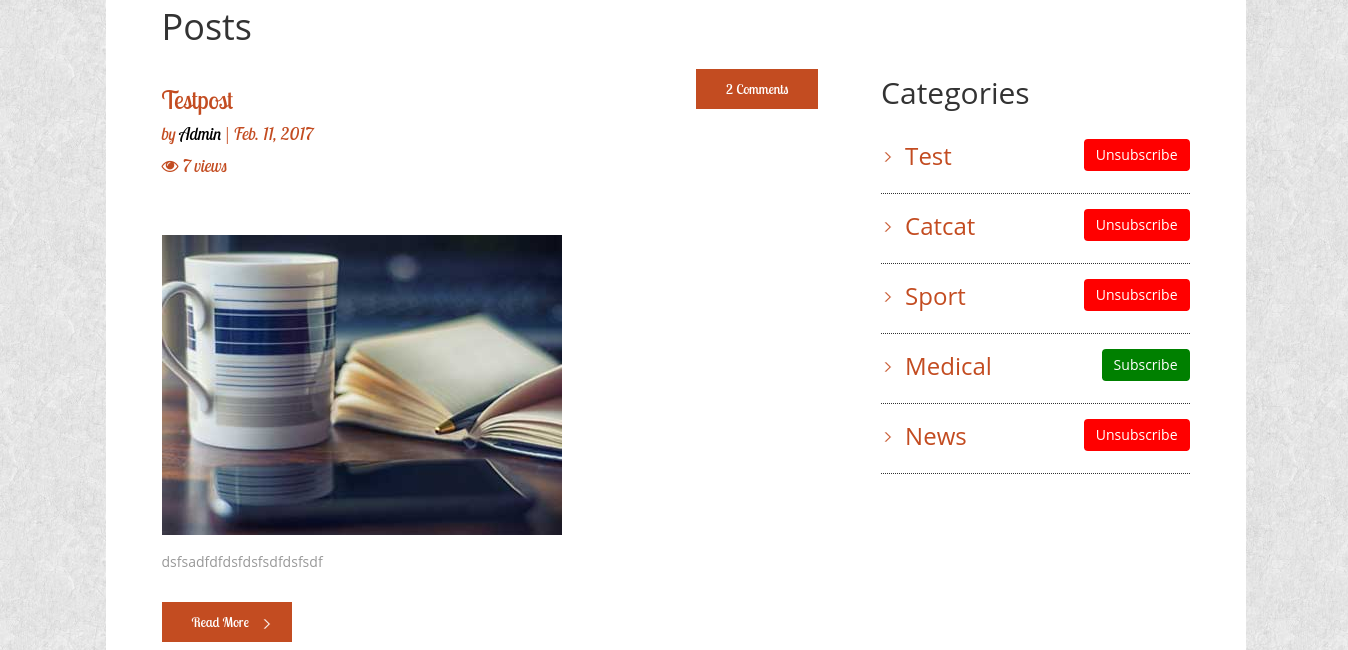 Posts
Testpost
2 Comments
by Admin | Feb. 11, 2017
7 views
dsfsadfdfdsfdsfsdfdsfsdf
Read More
Categories
Test
Unsubscribe
Catcat
Unsubscribe
Sport
Unsubscribe
Medical
Subscribe
News
Unsubscribe